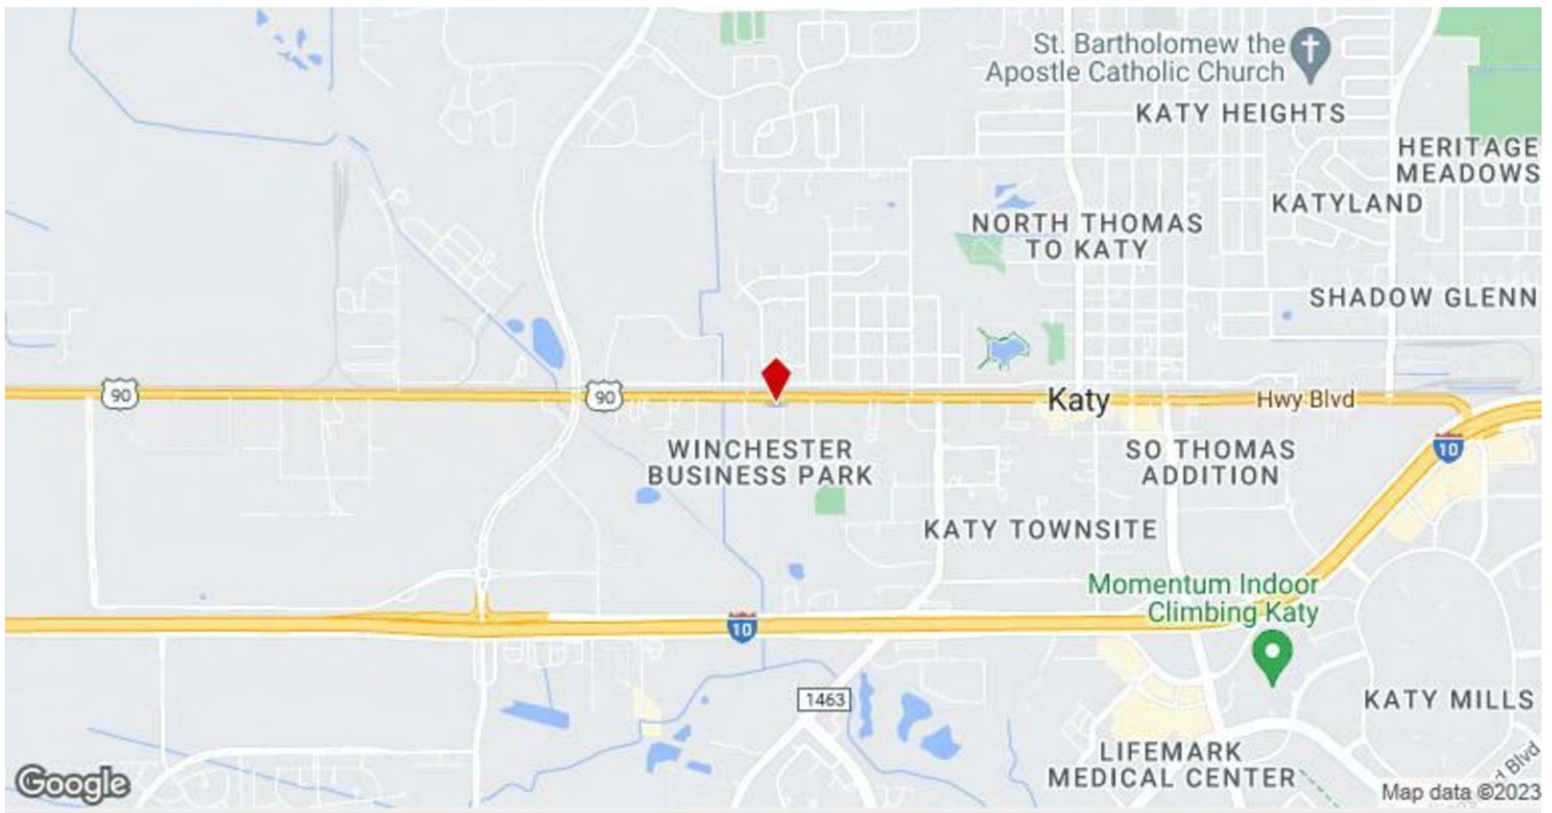 St. Bartholomew the
Apostle Catholic Church
KATY HEIGHTS
HERITAGE
MEADOWS
KATYLAND
NORTH THOMAS
TO KATY
SHADOW GLENN
90
90
Katy
Hwy Blvd
10
WINCHESTER
BUSINESS PARK
SO THOMAS
ADDITION
KATY TOWNSITE
Momentum Indoor
Climbing Katy
10
1463
KATY MILLS
LIFEMARK
MEDICAL CENTER
Blvd
Google
Map data ©2023